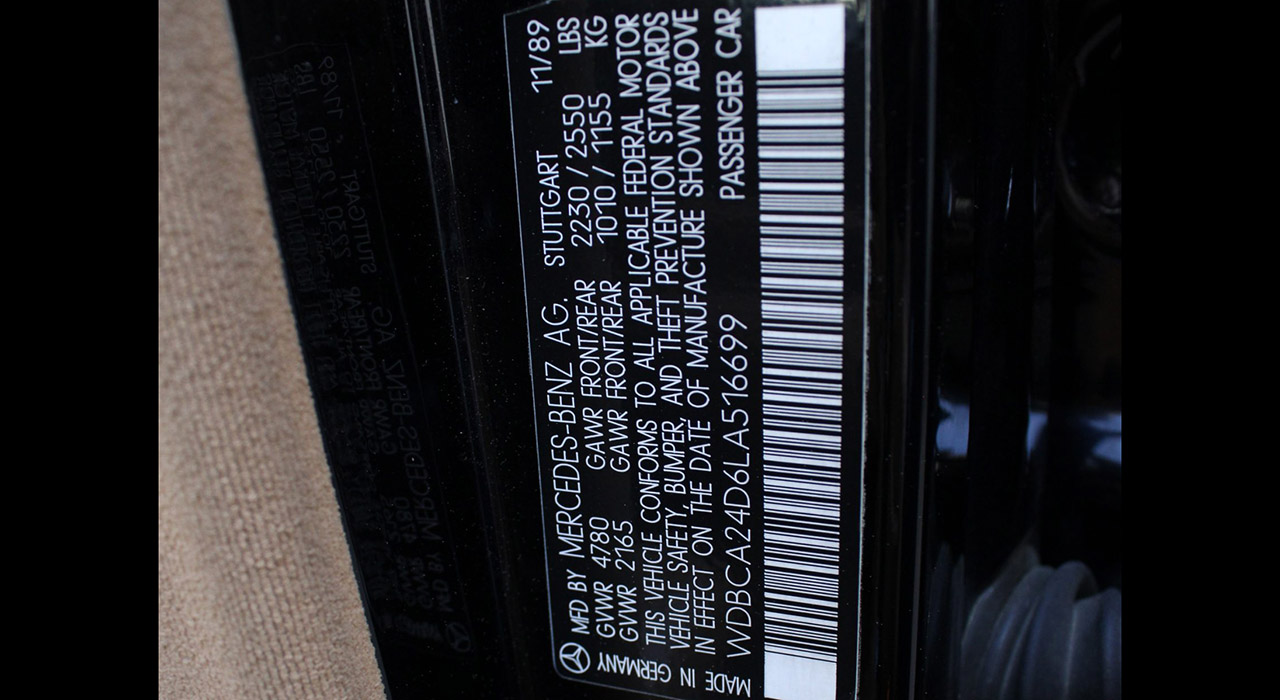 MFD BY MERCEDES-BENZ AG. STUTTGART 11/89
GVWR 4780 GAWR FRONT/REAR 2230 / 2550 LBS
GVWR 2165 GAWR FRONT/REAR 1010 / 1155 KG
THIS VEHICLE CONFORMS TO ALL APPLICABLE FEDERAL MOTOR
VEHICLE SAFETY, BUMPER, AND THEFT PREVENTION STANDARDS
IN EFFECT ON THE DATE OF MANUFACTURE SHOWN ABOVE
WDBCA24D6LA516699 PASSENGER CAR
MADE IN GERMANY